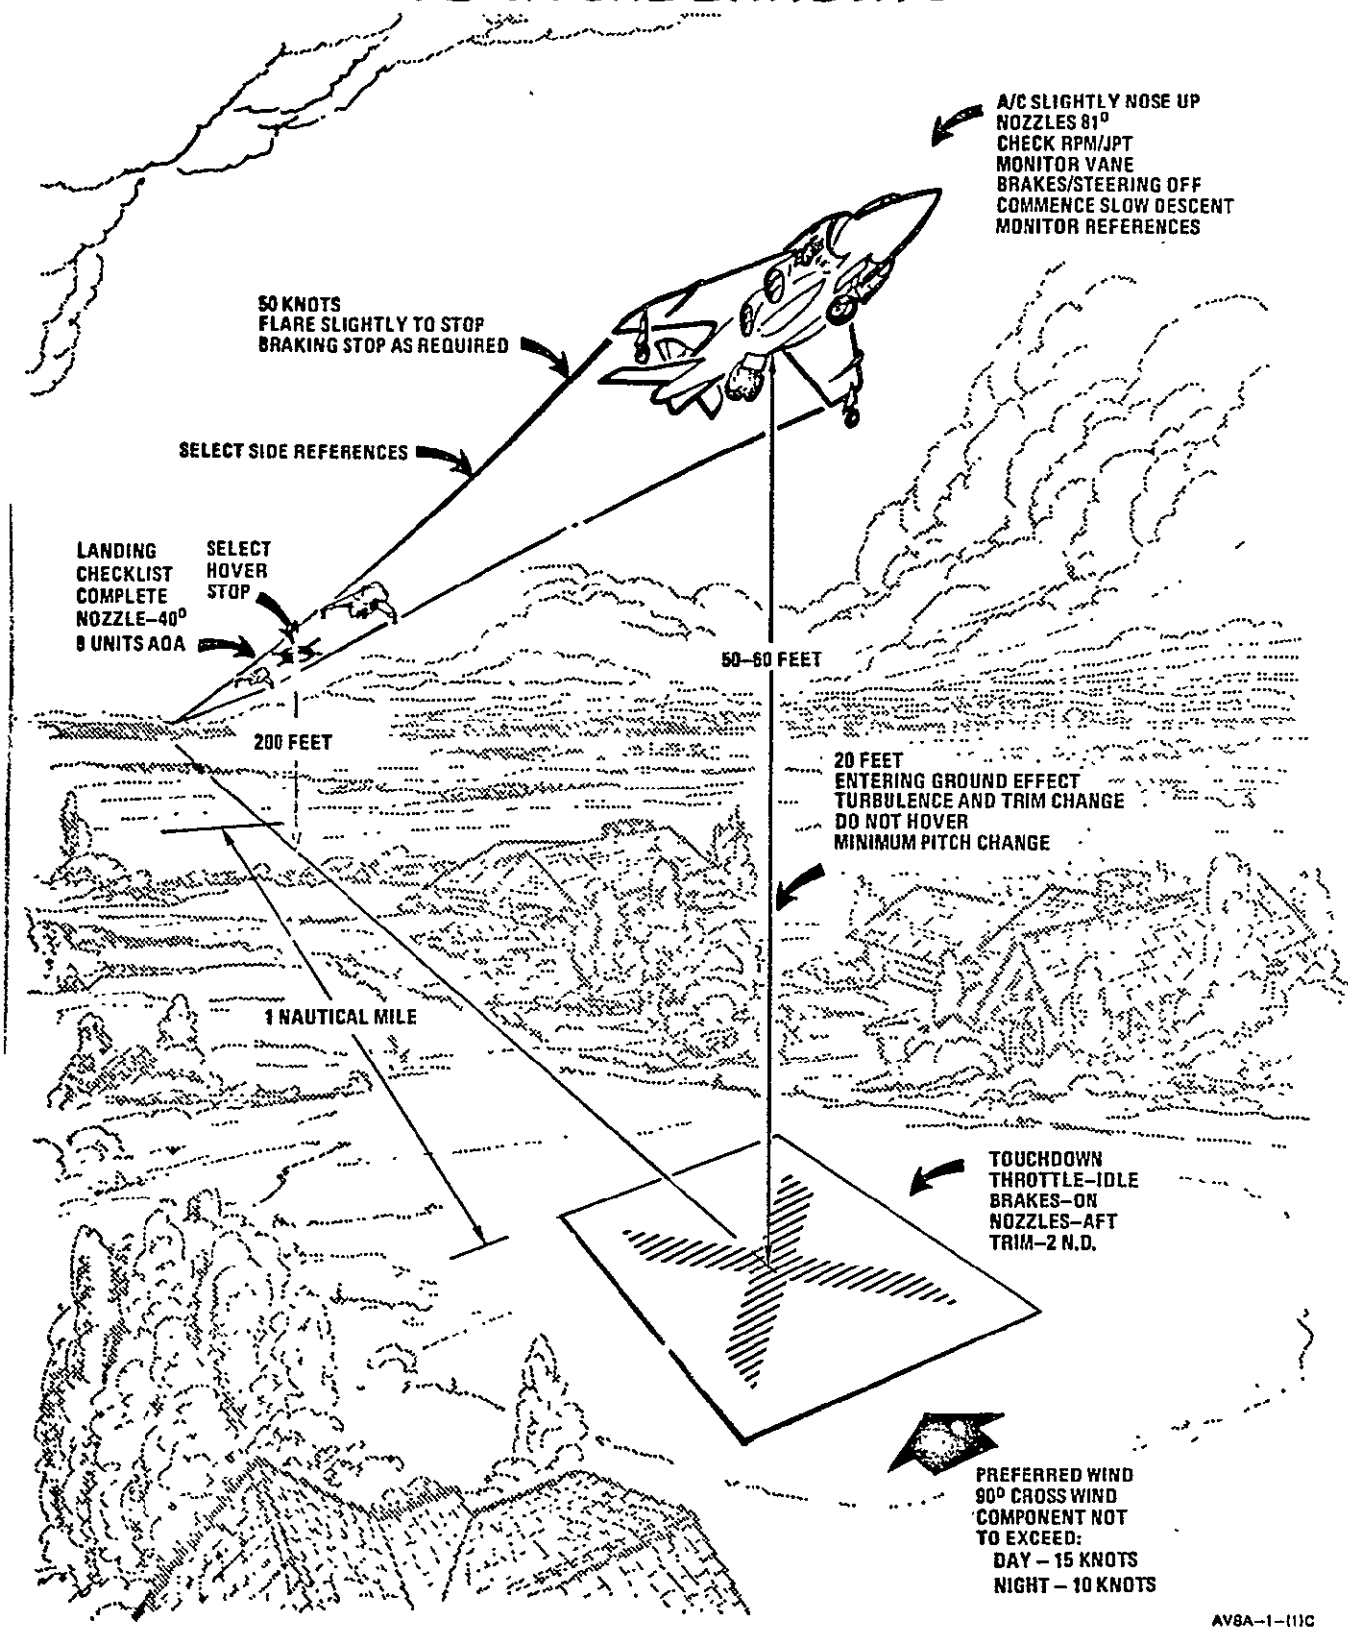 A/C SLIGHTLY NOSE UP
NOZZLES 81⁰
CHECK RPM/JPT
MONITOR VANE
BRAKES/STEERING OFF
COMMENCE SLOW DESCENT
MONITOR REFERENCES
50 KNOTS
FLARE SLIGHTLY TO STOP
BRAKING STOP AS REQUIRED
SELECT SIDE REFERENCES
LANDING
CHECKLIST
COMPLETE
NOZZLE–40⁰
8 UNITS AOA
SELECT
HOVER
STOP
50–60 FEET
200 FEET
20 FEET
ENTERING GROUND EFFECT
TURBULENCE AND TRIM CHANGE
DO NOT HOVER
MINIMUM PITCH CHANGE
1 NAUTICAL MILE
TOUCHDOWN
THROTTLE–IDLE
BRAKES–ON
NOZZLES–AFT
TRIM–2 N.D.
PREFERRED WIND
90⁰ CROSS WIND
COMPONENT NOT
TO EXCEED:
DAY – 15 KNOTS
NIGHT – 10 KNOTS
AV8A–1–(1)C